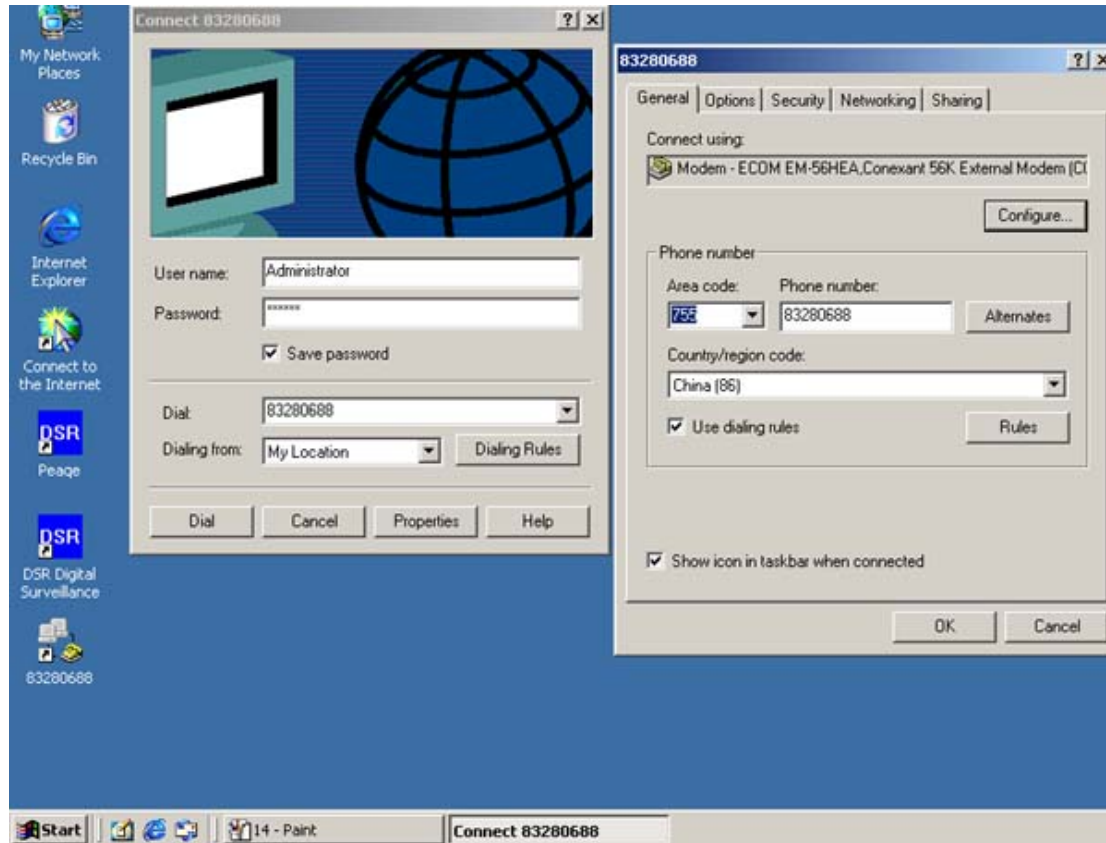 My Network
Places
Recycle Bin
Internet
Explorer
Connect to
the Internet
DSR
Peaqe
DSR
DSR Digital
Surveillance
83280688
Connect 83280688
User name:
Administrator
Password:
xxxxxx
Save password
Dial:
83280688
Dialing from:
My Location
Dialing Rules
Dial
Cancel
Properties
Help
83280688
General
Options
Security
Networking
Sharing
Connect using:
Modem - ECOM EM-56HEA,Conexant 56K External Modem (CO
Configure...
Phone number
Area code:
Phone number:
755
83280688
Alternates
Country/region code:
China (86)
Use dialing rules
Rules
Show icon in taskbar when connected
OK
Cancel
Start
14 - Paint
Connect 83280688